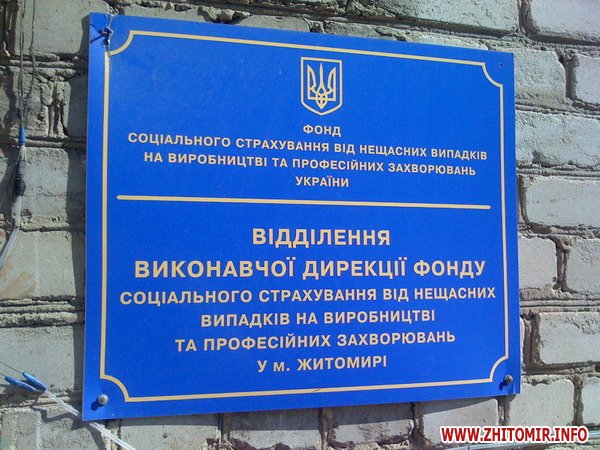 ФОНД
СОЦІАЛЬНОГО СТРАХУВАННЯ ВІД НЕЩАСНИХ ВИПАДКІВ
НА ВИРОБНИЦТВІ ТА ПРОФЕСІЙНИХ ЗАХВОРЮВАНЬ
УКРАЇНИ
ВІДДІЛЕННЯ
ВИКОНАВЧОЇ ДИРЕКЦІЇ ФОНДУ
СОЦІАЛЬНОГО СТРАХУВАННЯ ВІД НЕЩАСНИХ
ВИПАДКІВ НА ВИРОБНИЦТВІ
ТА ПРОФЕСІЙНИХ ЗАХВОРЮВАНЬ
У м. ЖИТОМИРІ
WWW.ZHITOMIR.INFO